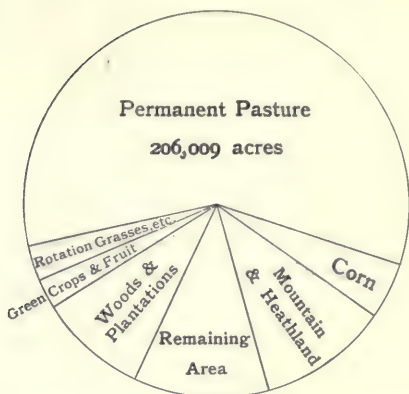 Permanent Pasture
206,009 acres
Rotation Grasses, etc.
Green Crops & Fruit
Woods &
Plantations
Remaining
Area
Mountain
& Heathland
Corn